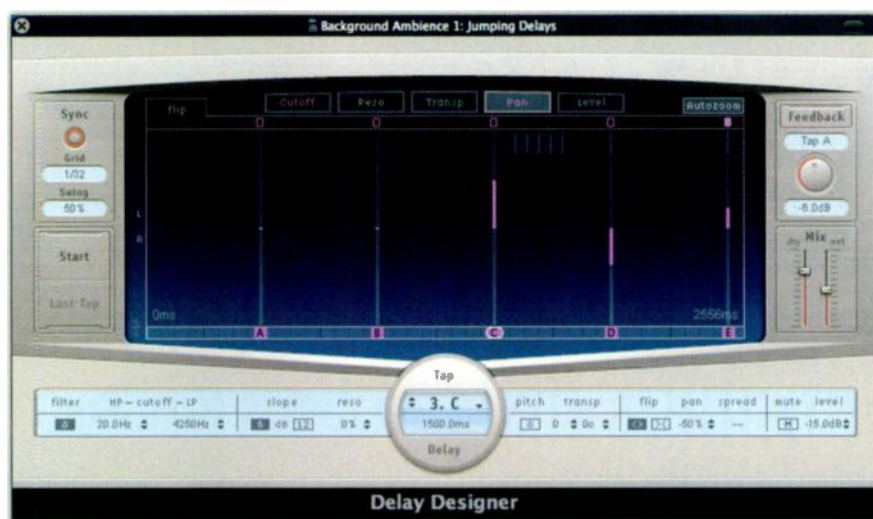 Background Ambience 1: Jumping Delays
flip Cutoff Reso Transp Pan Level Autozoom
Sync
Grid
1/32
Swing
50%
Start
Last Tap
L
R
0ms
2556ms
A B C D E
Feedback
Tap A
-6.0dB
Mix
dry wet
Tap
3. C
1500.0ms
Delay
filter HP - cutoff - LP slope reso
20.0Hz 4250Hz 6 dB 12 0%
pitch transp flip pan spread mute level
0 0c -50% --- M -15.0dB
Delay Designer